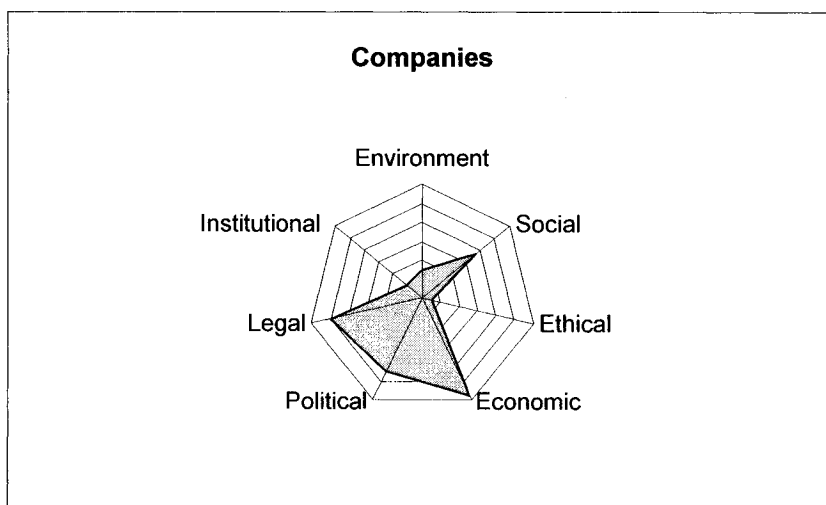 Companies
Environment
Institutional
Social
Legal
Ethical
Political
Economic